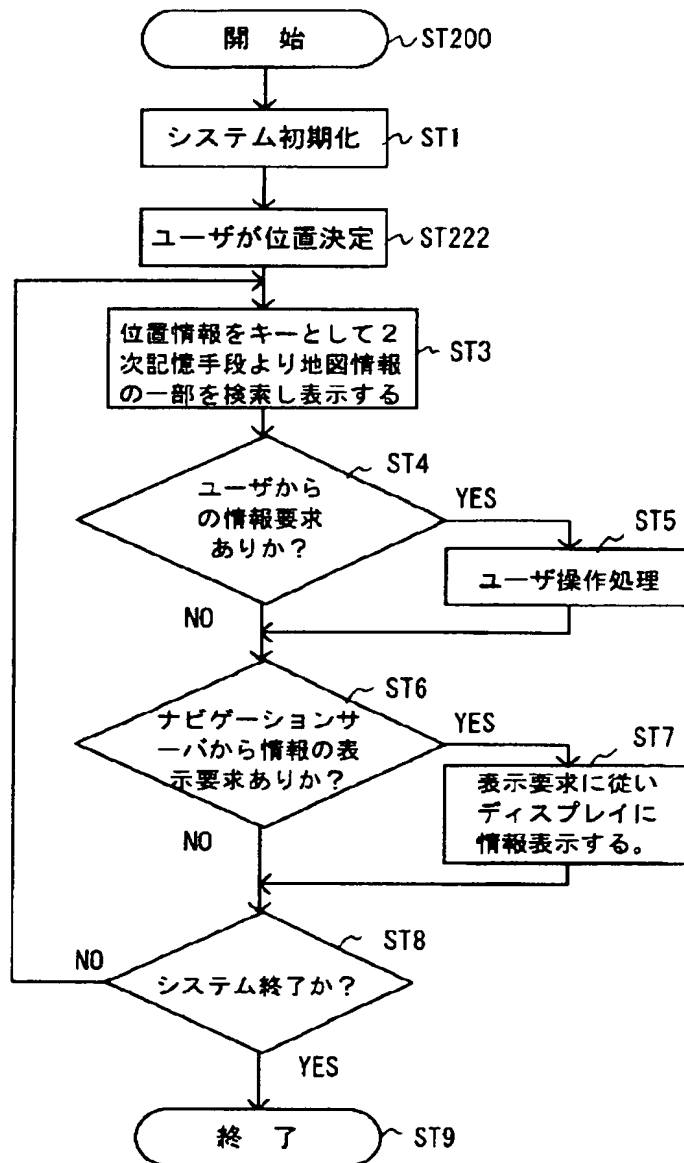 開 始
ST200
システム初期化
ST1
ユーザが位置決定
ST222
位置情報をキーとして2
次記憶手段より地図情報
の一部を検索し表示する
ST3
ST4
ユーザから
の情報要求
ありか?
YES
ST5
ユーザ操作処理
NO
ST6
ナビゲーションサ
ーバから情報の表
示要求ありか?
YES
ST7
表示要求に従い
ディスプレイに
情報表示する。
NO
ST8
NO
システム終了か?
YES
終 了
ST9